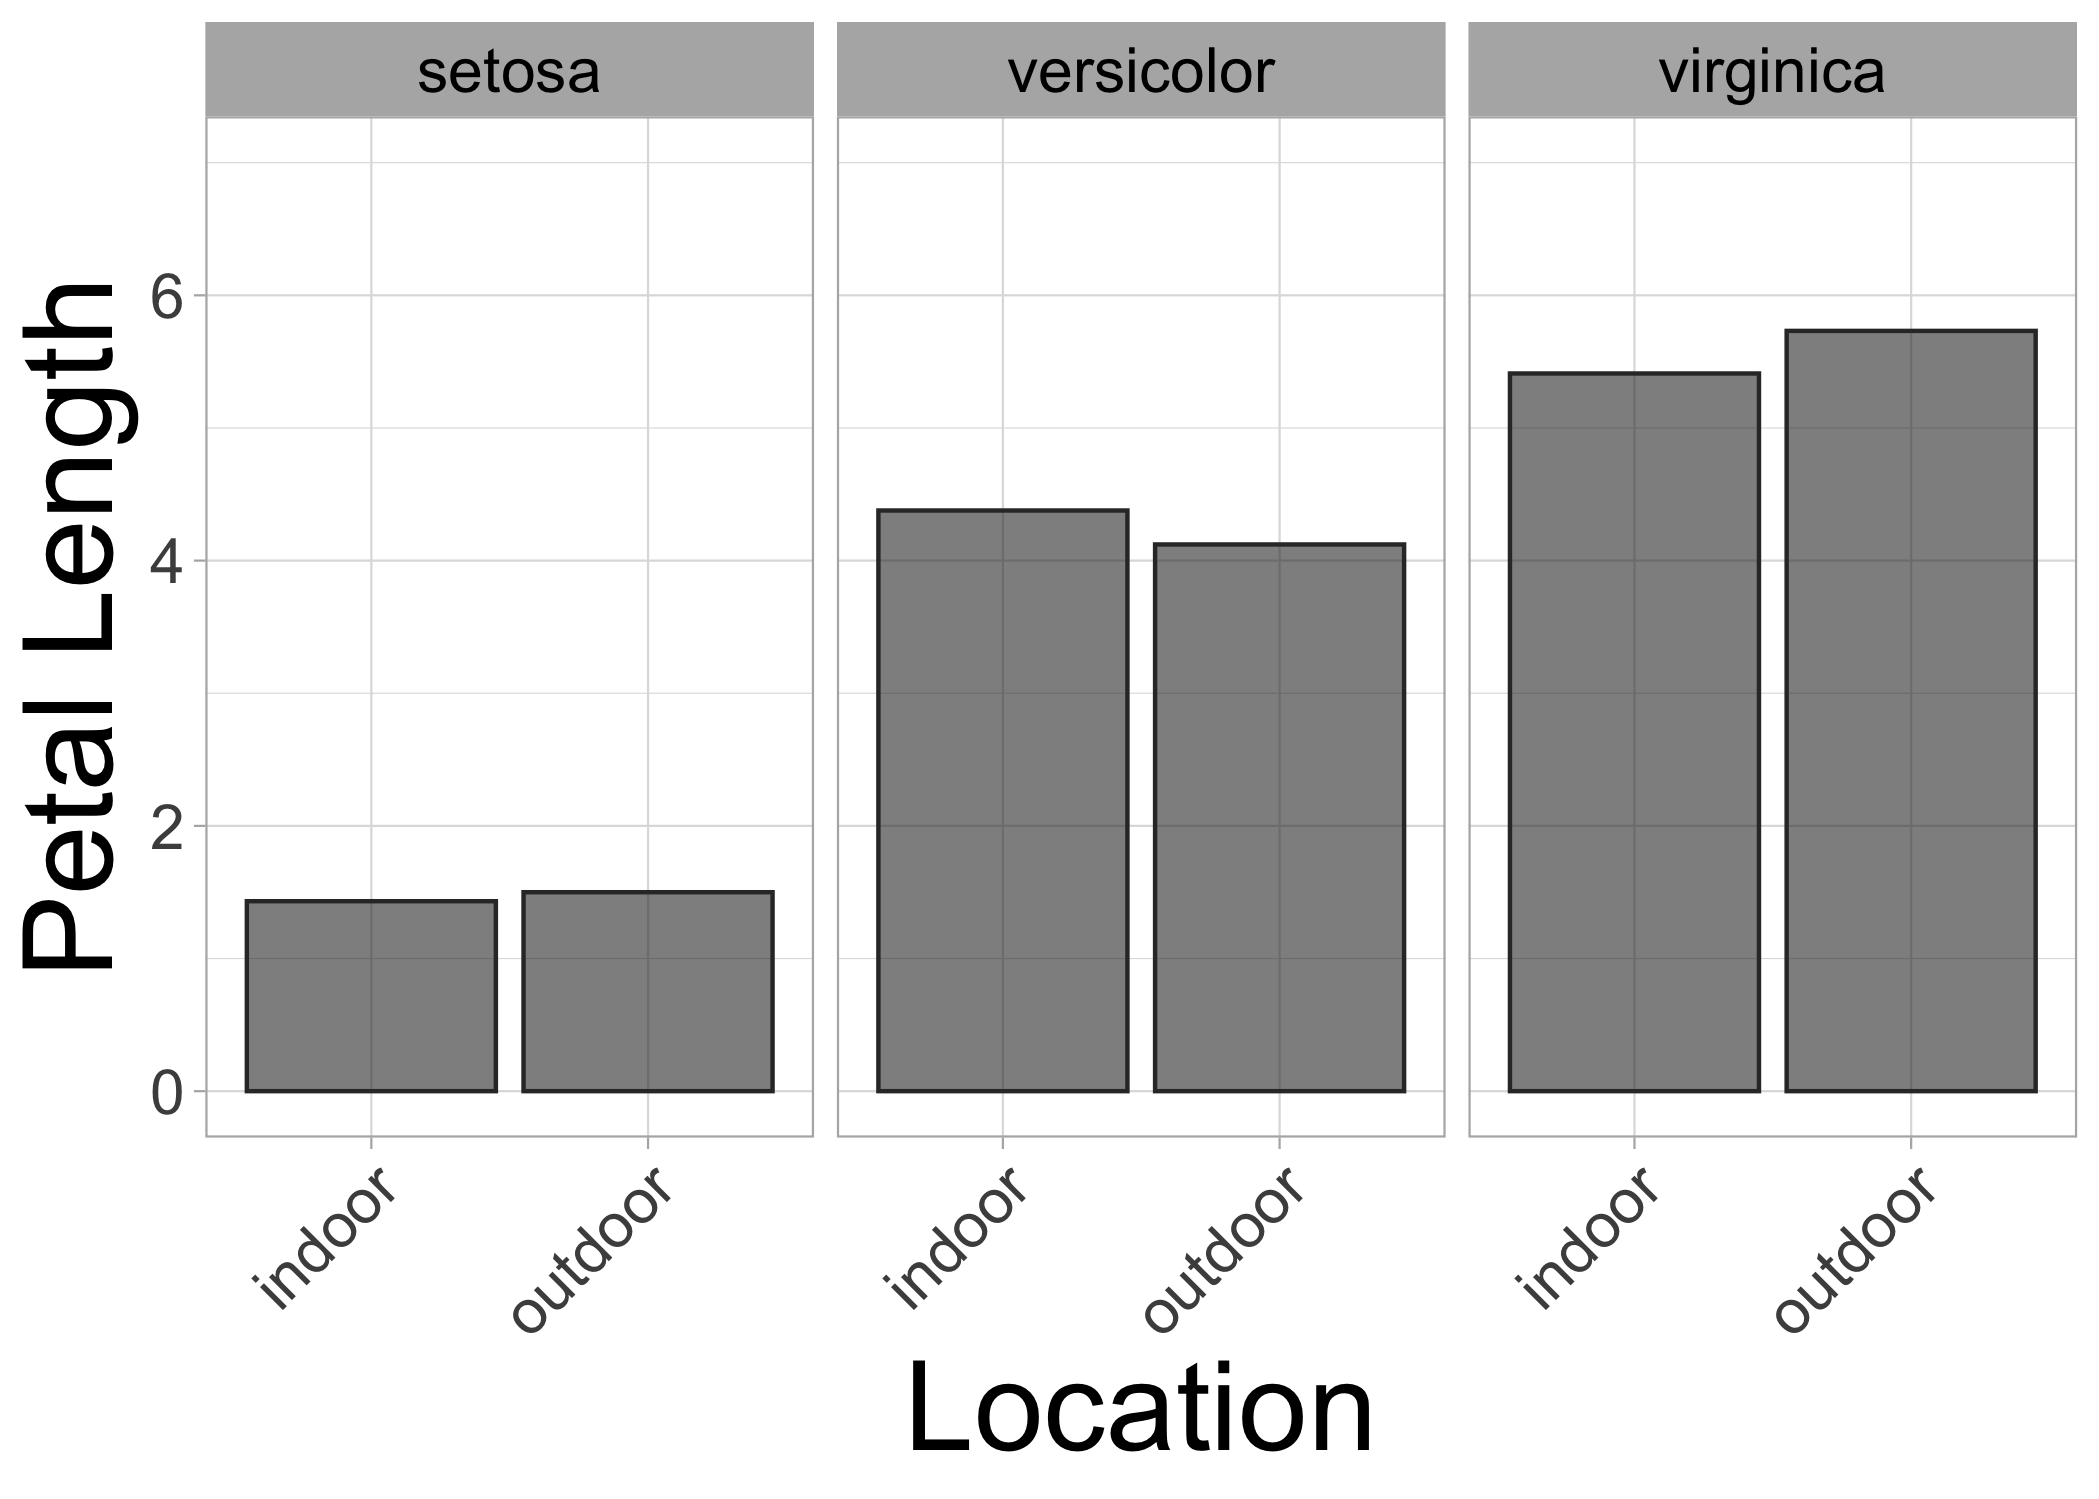 setosa versicolor virginica
Petal Length
6
4
2
0
indoor outdoor indoor outdoor indoor outdoor
Location